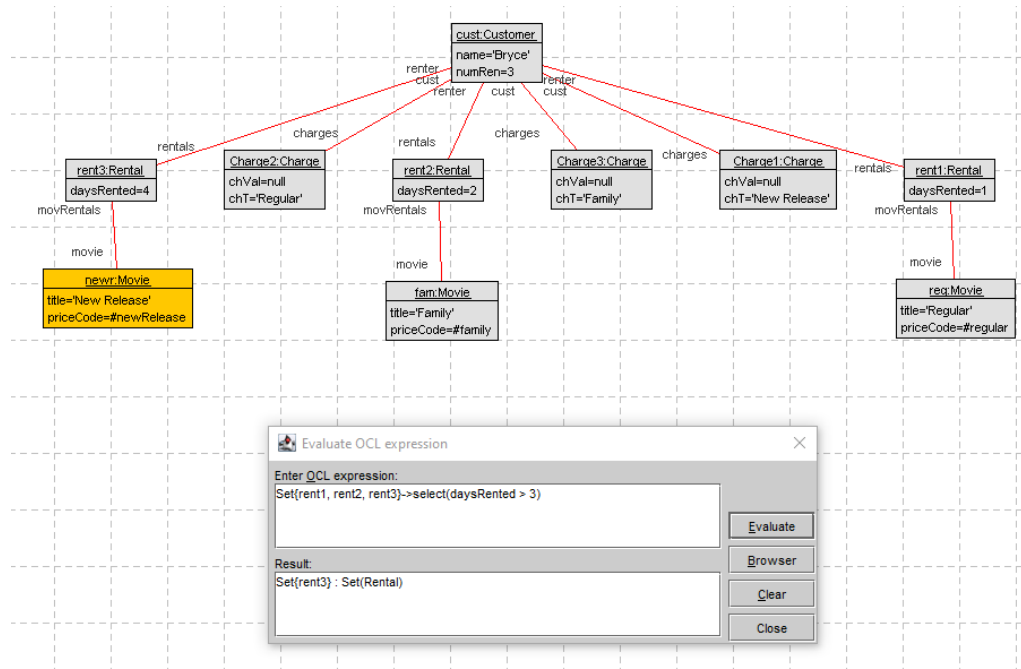 cust:Customer
name='Bryce'
numRen=3
renter
cust
renter
cust
renter
cust
rentals
charges
rentals
charges
charges
rentals
rent3:Rental
daysRented=4
Charge2:Charge
chVal=null
chT='Regular'
rent2:Rental
daysRented=2
Charge3:Charge
chVal=null
chT='Family'
Charge1:Charge
chVal=null
chT='New Release'
rent1:Rental
daysRented=1
movRentals
movRentals
movRentals
movie
movie
movie
newr:Movie
title='New Release'
priceCode=#newRelease
fam:Movie
title='Family'
priceCode=#family
reg:Movie
title='Regular'
priceCode=#regular
Evaluate OCL expression
Enter OCL expression:
Set{rent1, rent2, rent3}->select(daysRented > 3)
Evaluate
Browser
Result:
Set{rent3} : Set(Rental)
Clear
Close